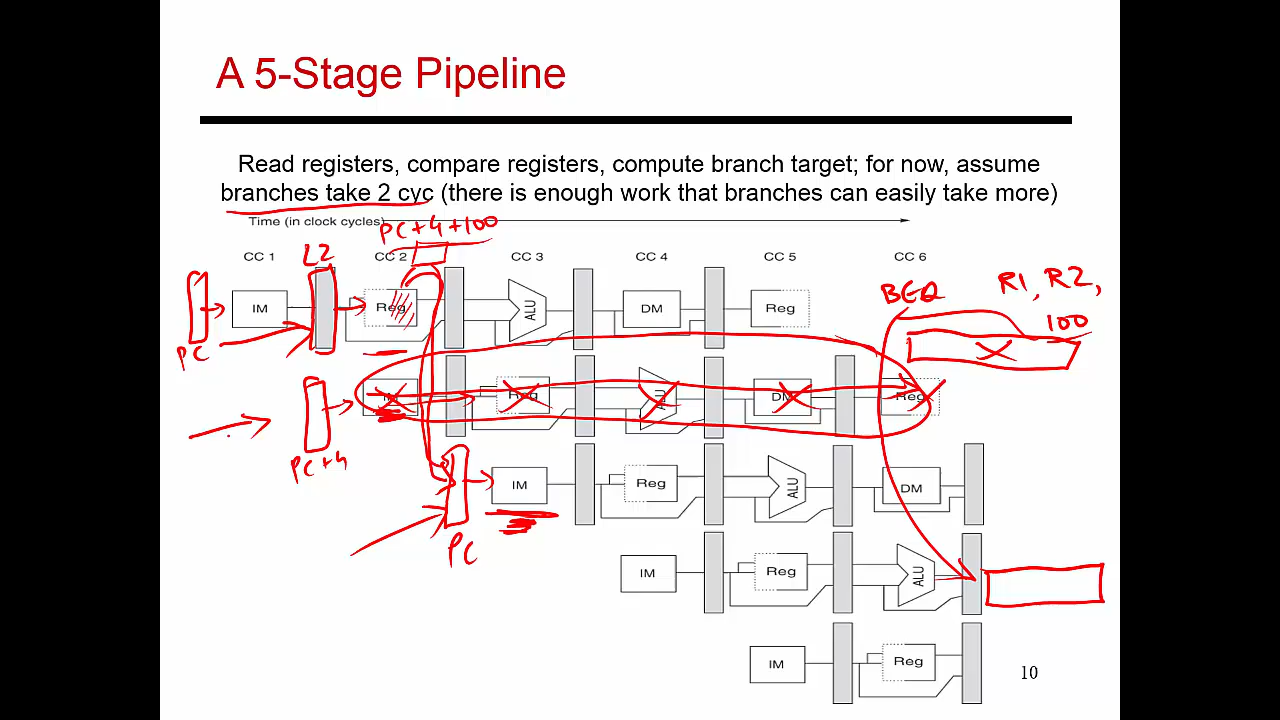 A 5-Stage Pipeline
Read registers, compare registers, compute branch target; for now, assume
branches take 2 cyc (there is enough work that branches can easily take more)
Time (in clock cycles)
PC+4+100
CC 1
L2
CC 2
CC 3
CC 4
CC 5
CC 6
BEQ
R1, R2,
100
IM
Reg
ALU
DM
Reg
PC
IM
Reg
ALU
DM
Reg
PC+4
IM
Reg
ALU
DM
PC
IM
Reg
ALU
IM
Reg
10